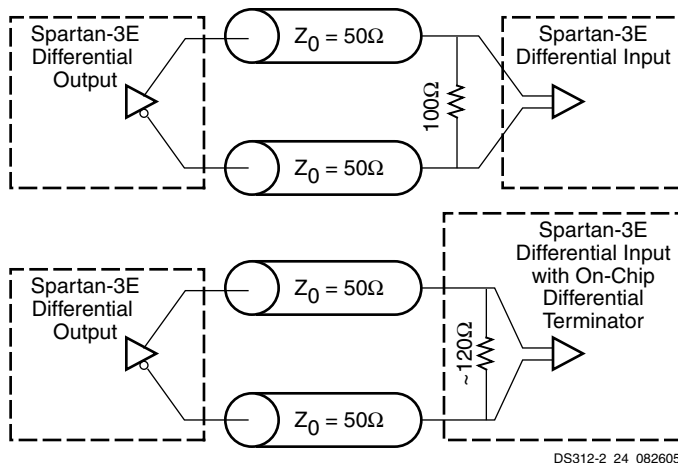 Spartan-3E
Differential
Output
Z0 = 50Ω
Z0 = 50Ω
100Ω
Spartan-3E
Differential Input
Spartan-3E
Differential
Output
Z0 = 50Ω
Z0 = 50Ω
~120Ω
Spartan-3E
Differential Input
with On-Chip
Differential
Terminator
DS312-2_24_082605